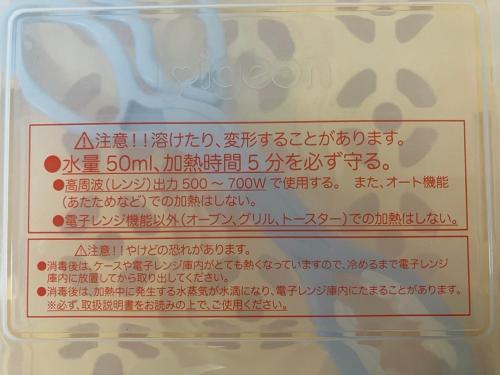 pigeon
⚠注意!!溶けたり、変形することがあります。
●水量50ml、加熱時間5分を必ず守る。
●高周波(レンジ)出力500〜700Wで使用する。 また、オート機能
(あたためなど)での加熱はしない。
●電子レンジ機能以外(オーブン、グリル、トースター)での加熱はしない。
⚠注意!!やけどの恐れがあります。
●消毒後は、ケースや電子レンジ庫内がとても熱くなっていますので、冷めるまで電子レンジ
庫内に放置してから取り出してください。
●消毒後は、加熱中に発生する水蒸気が水滴になり、電子レンジ庫内にたまることがあります。
※必ず、取扱説明書をお読みの上で、ご使用ください。